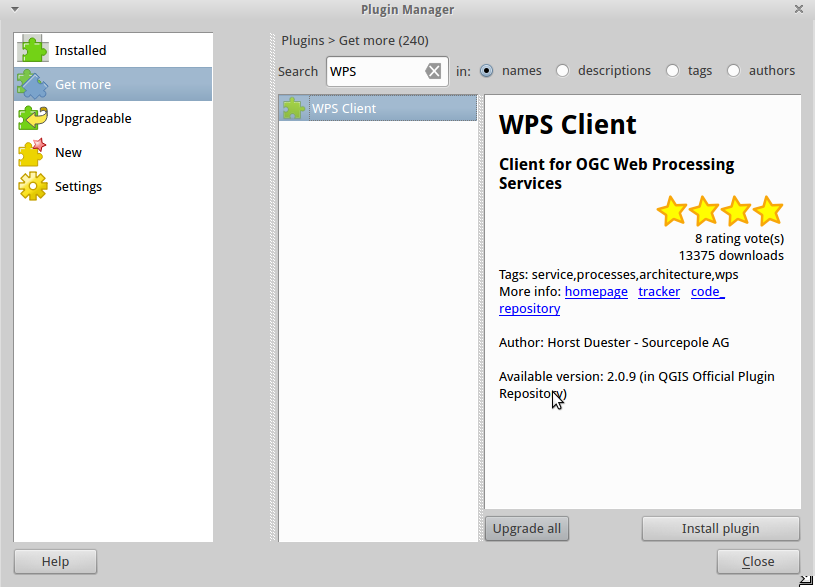 Plugin Manager
Installed
Get more
Upgradeable
New
Settings
Plugins > Get more (240)
Search WPS in: names descriptions tags authors
WPS Client
WPS Client
Client for OGC Web Processing
Services
8 rating vote(s)
13375 downloads
Tags: service,processes,architecture,wps
More info: homepage tracker code_
repository
Author: Horst Duester - Sourcepole AG
Available version: 2.0.9 (in QGIS Official Plugin
Repository)
Upgrade all Install plugin
Help Close